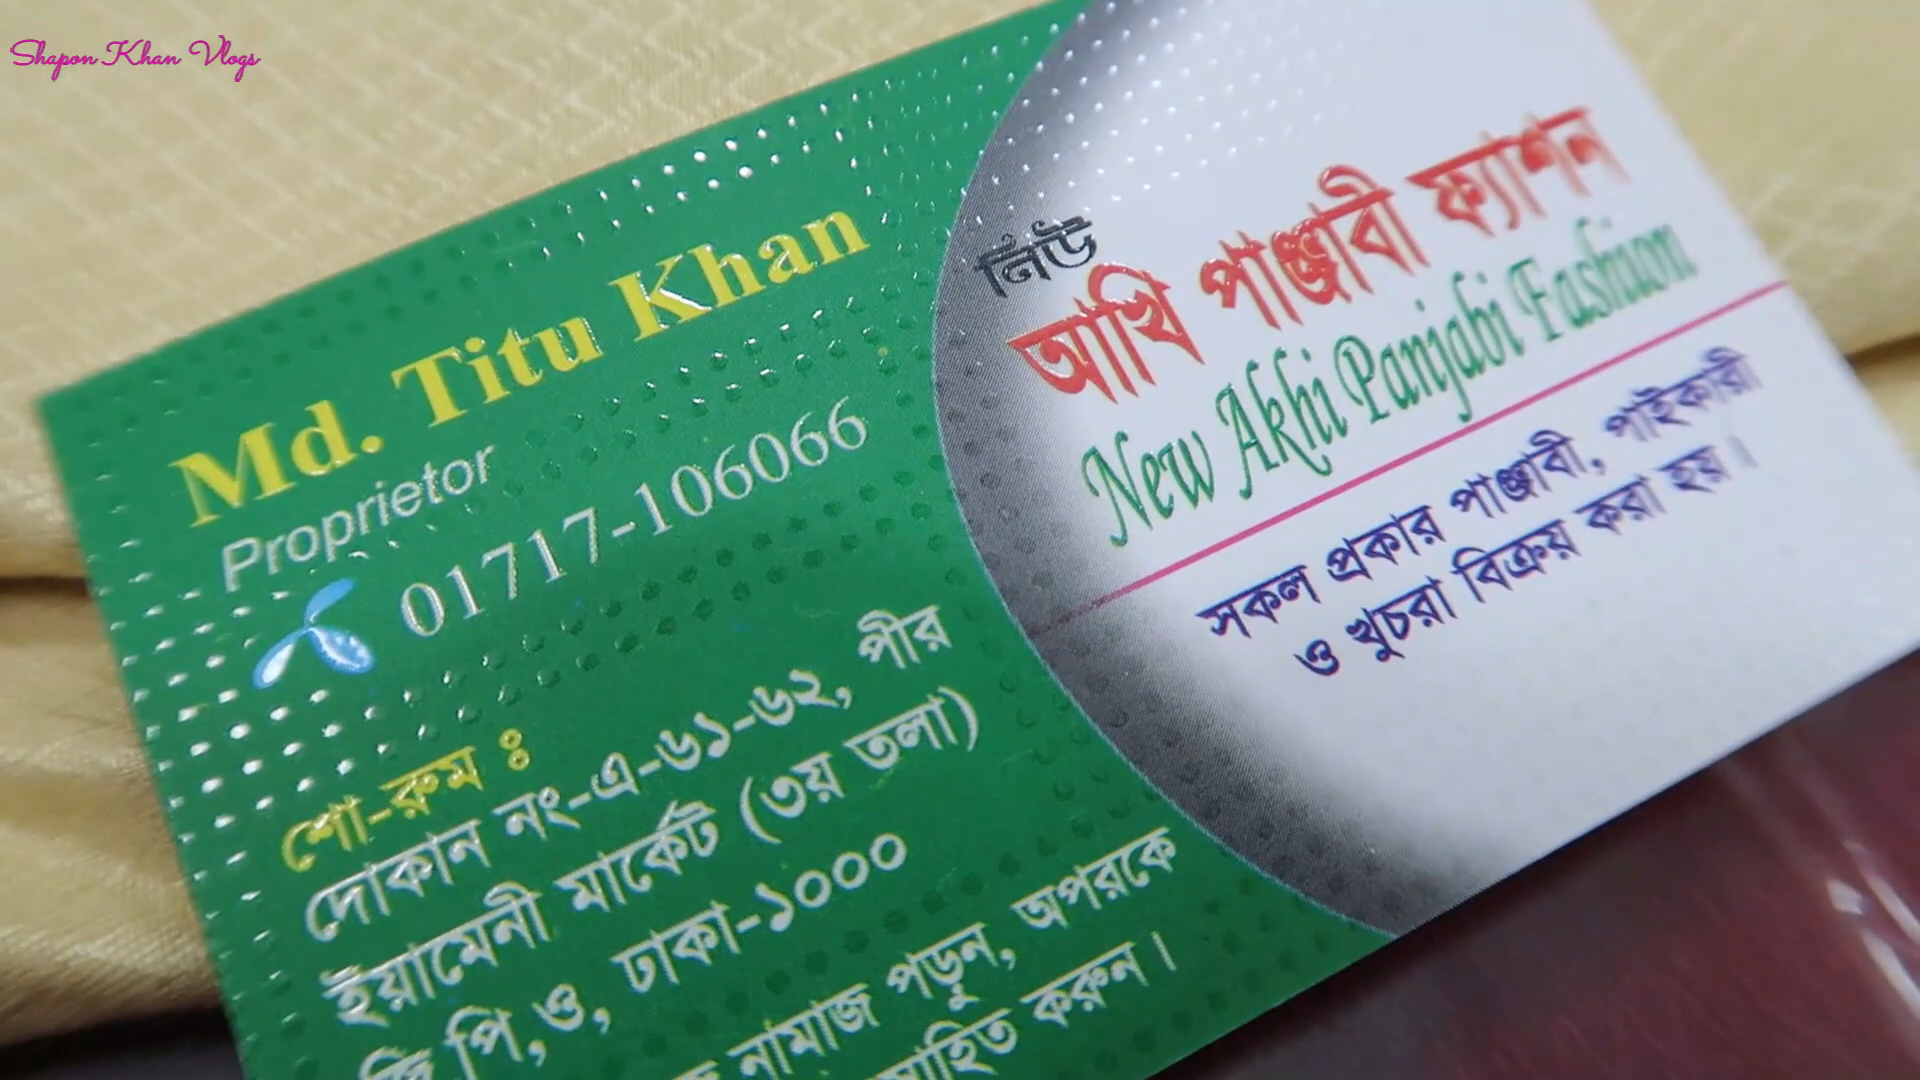 Shapon Khan Vlogs
Md. Titu Khan
Proprietor
01717-106066
শো-রুম ঃ
দোকান নং-এ-৬১-৬২, পীর
ইয়ামেনী মার্কেট (৩য় তলা)
জি পি,ও, ঢাকা-১০০০
নামাজ পড়ুন, অপরকে
করুন।
নিউ
আখি পাঞ্জাবী ফ্যাশন
New Akhi Panjabi Fashion
সকল প্রকার পাঞ্জাবী, পাইকারী
ও খুচরা বিক্রয় করা হয়।